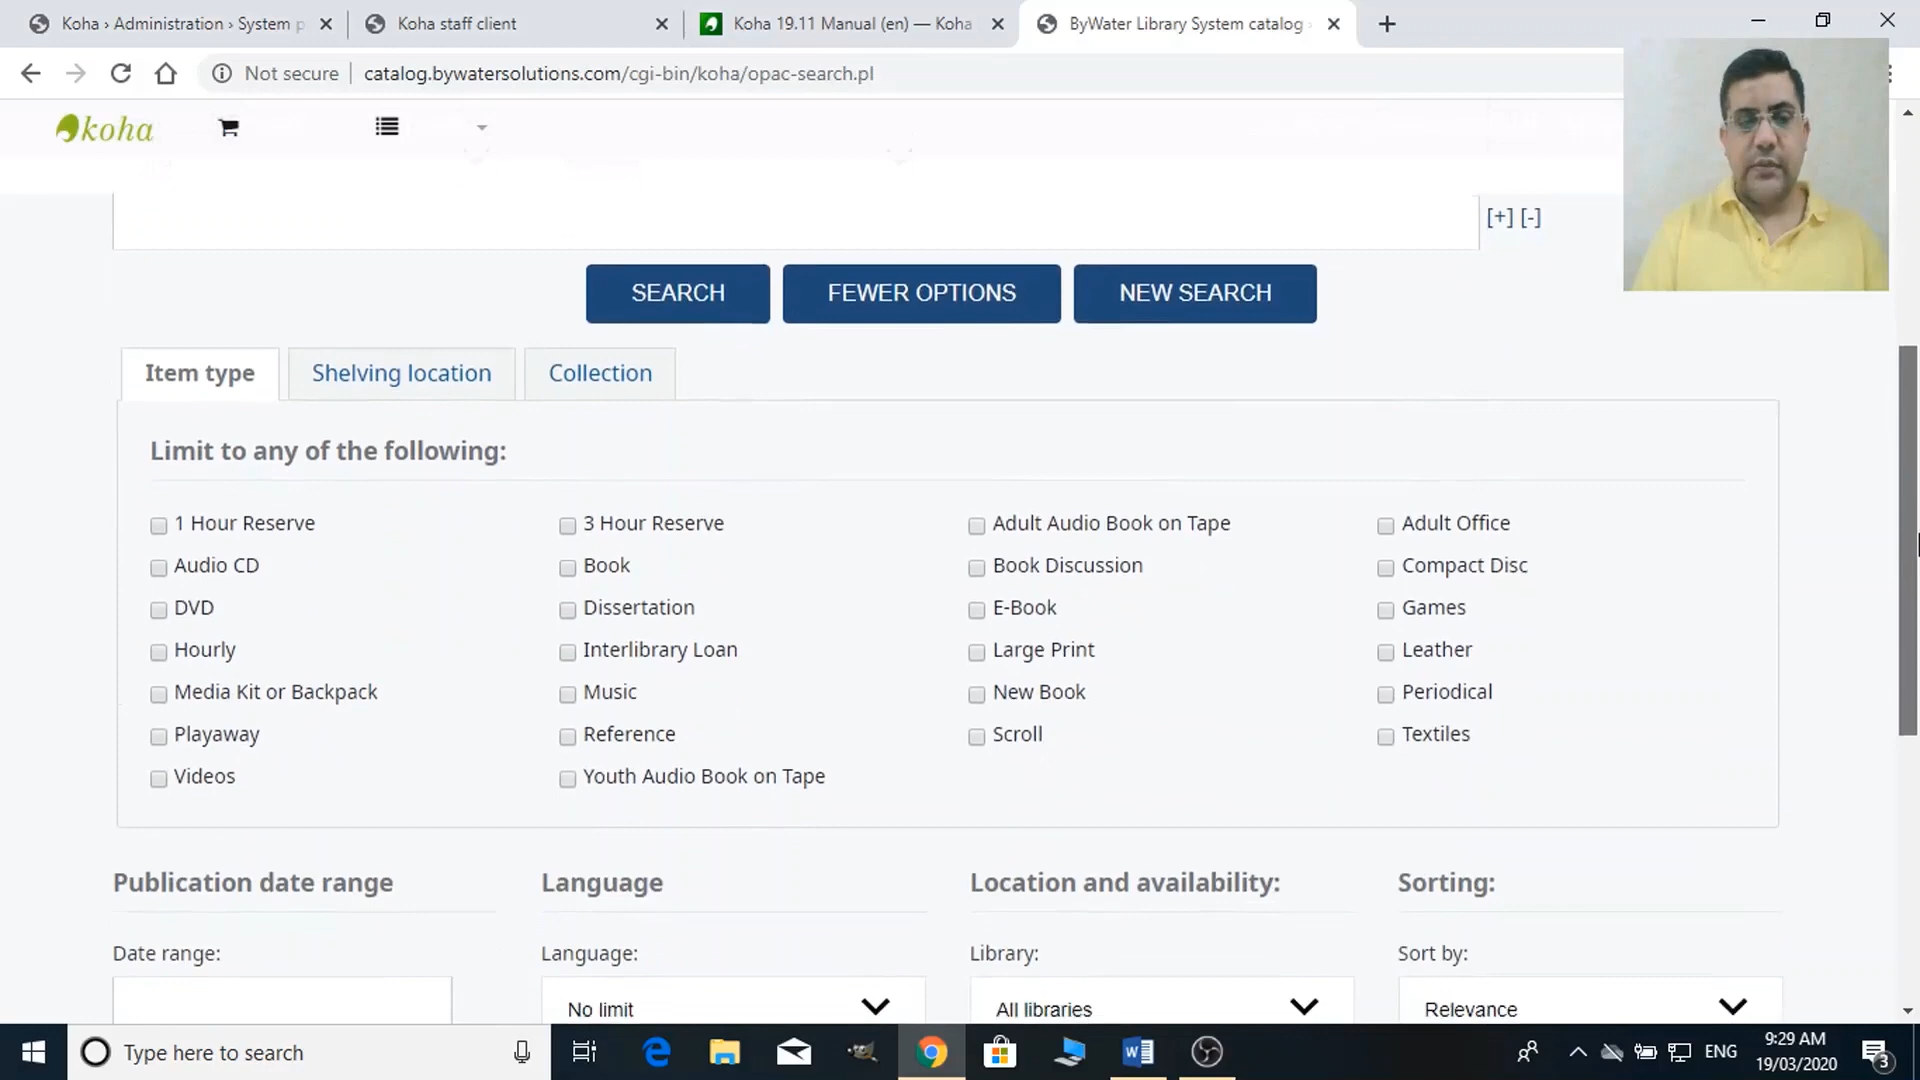 Koha › Administration › System p
Koha staff client
Koha 19.11 Manual (en) — Koha
ByWater Library System catalog ›
Not secure
catalog.bywatersolutions.com/cgi-bin/koha/opac-search.pl
koha
[+] [-]
SEARCH
FEWER OPTIONS
NEW SEARCH
Item type
Shelving location
Collection
Limit to any of the following:
1 Hour Reserve
3 Hour Reserve
Adult Audio Book on Tape
Adult Office
Audio CD
Book
Book Discussion
Compact Disc
DVD
Dissertation
E-Book
Games
Hourly
Interlibrary Loan
Large Print
Leather
Media Kit or Backpack
Music
New Book
Periodical
Playaway
Reference
Scroll
Textiles
Videos
Youth Audio Book on Tape
Publication date range
Language
Location and availability:
Sorting:
Date range:
Language:
Library:
Sort by:
No limit
All libraries
Relevance
Type here to search
ENG
9:29 AM
19/03/2020
3